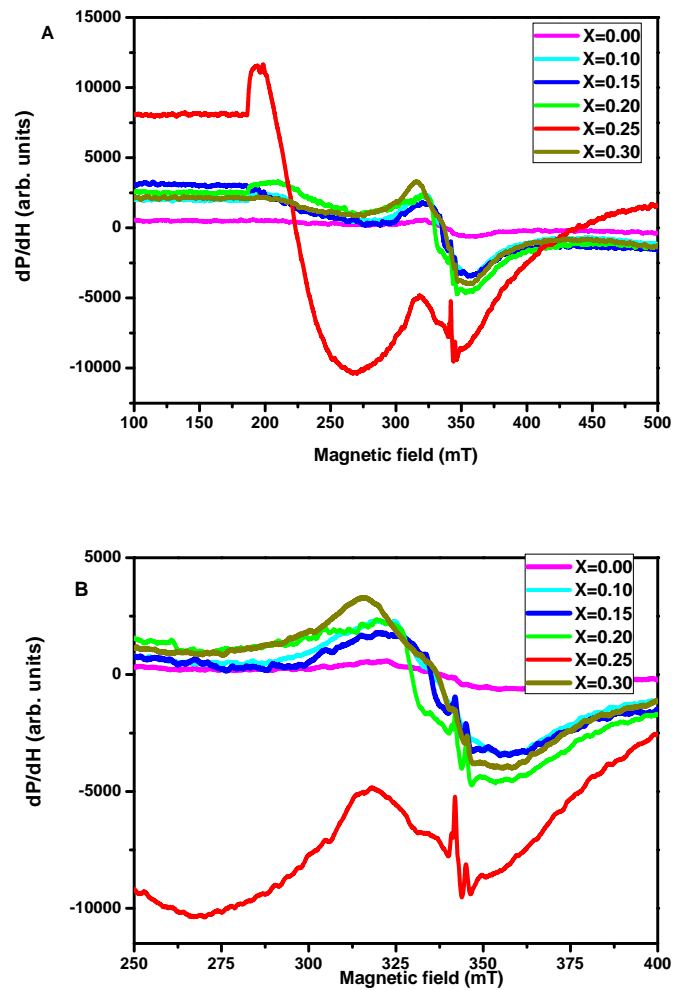 A
15000
10000
5000
0
-5000
-10000
dP/dH (arb. units)
X=0.00
X=0.10
X=0.15
X=0.20
X=0.25
X=0.30
100 150 200 250 300 350 400 450 500
Magnetic field (mT)
B
5000
0
-5000
-10000
dP/dH (arb. units)
X=0.00
X=0.10
X=0.15
X=0.20
X=0.25
X=0.30
250 275 300 325 350 375 400
Magnetic field (mT)